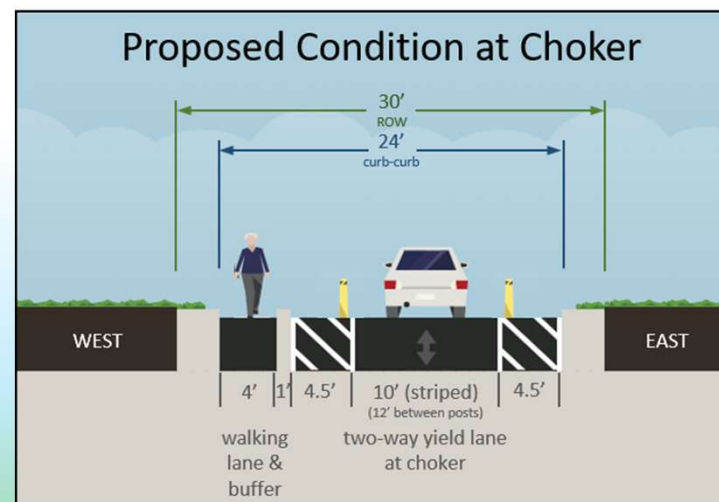 Proposed Condition at Choker
30’
ROW
24’
curb-curb
WEST
EAST
4’
1’
4.5’
10’ (striped)
(12’ between posts)
4.5’
walking
lane &
buffer
two-way yield lane
at choker